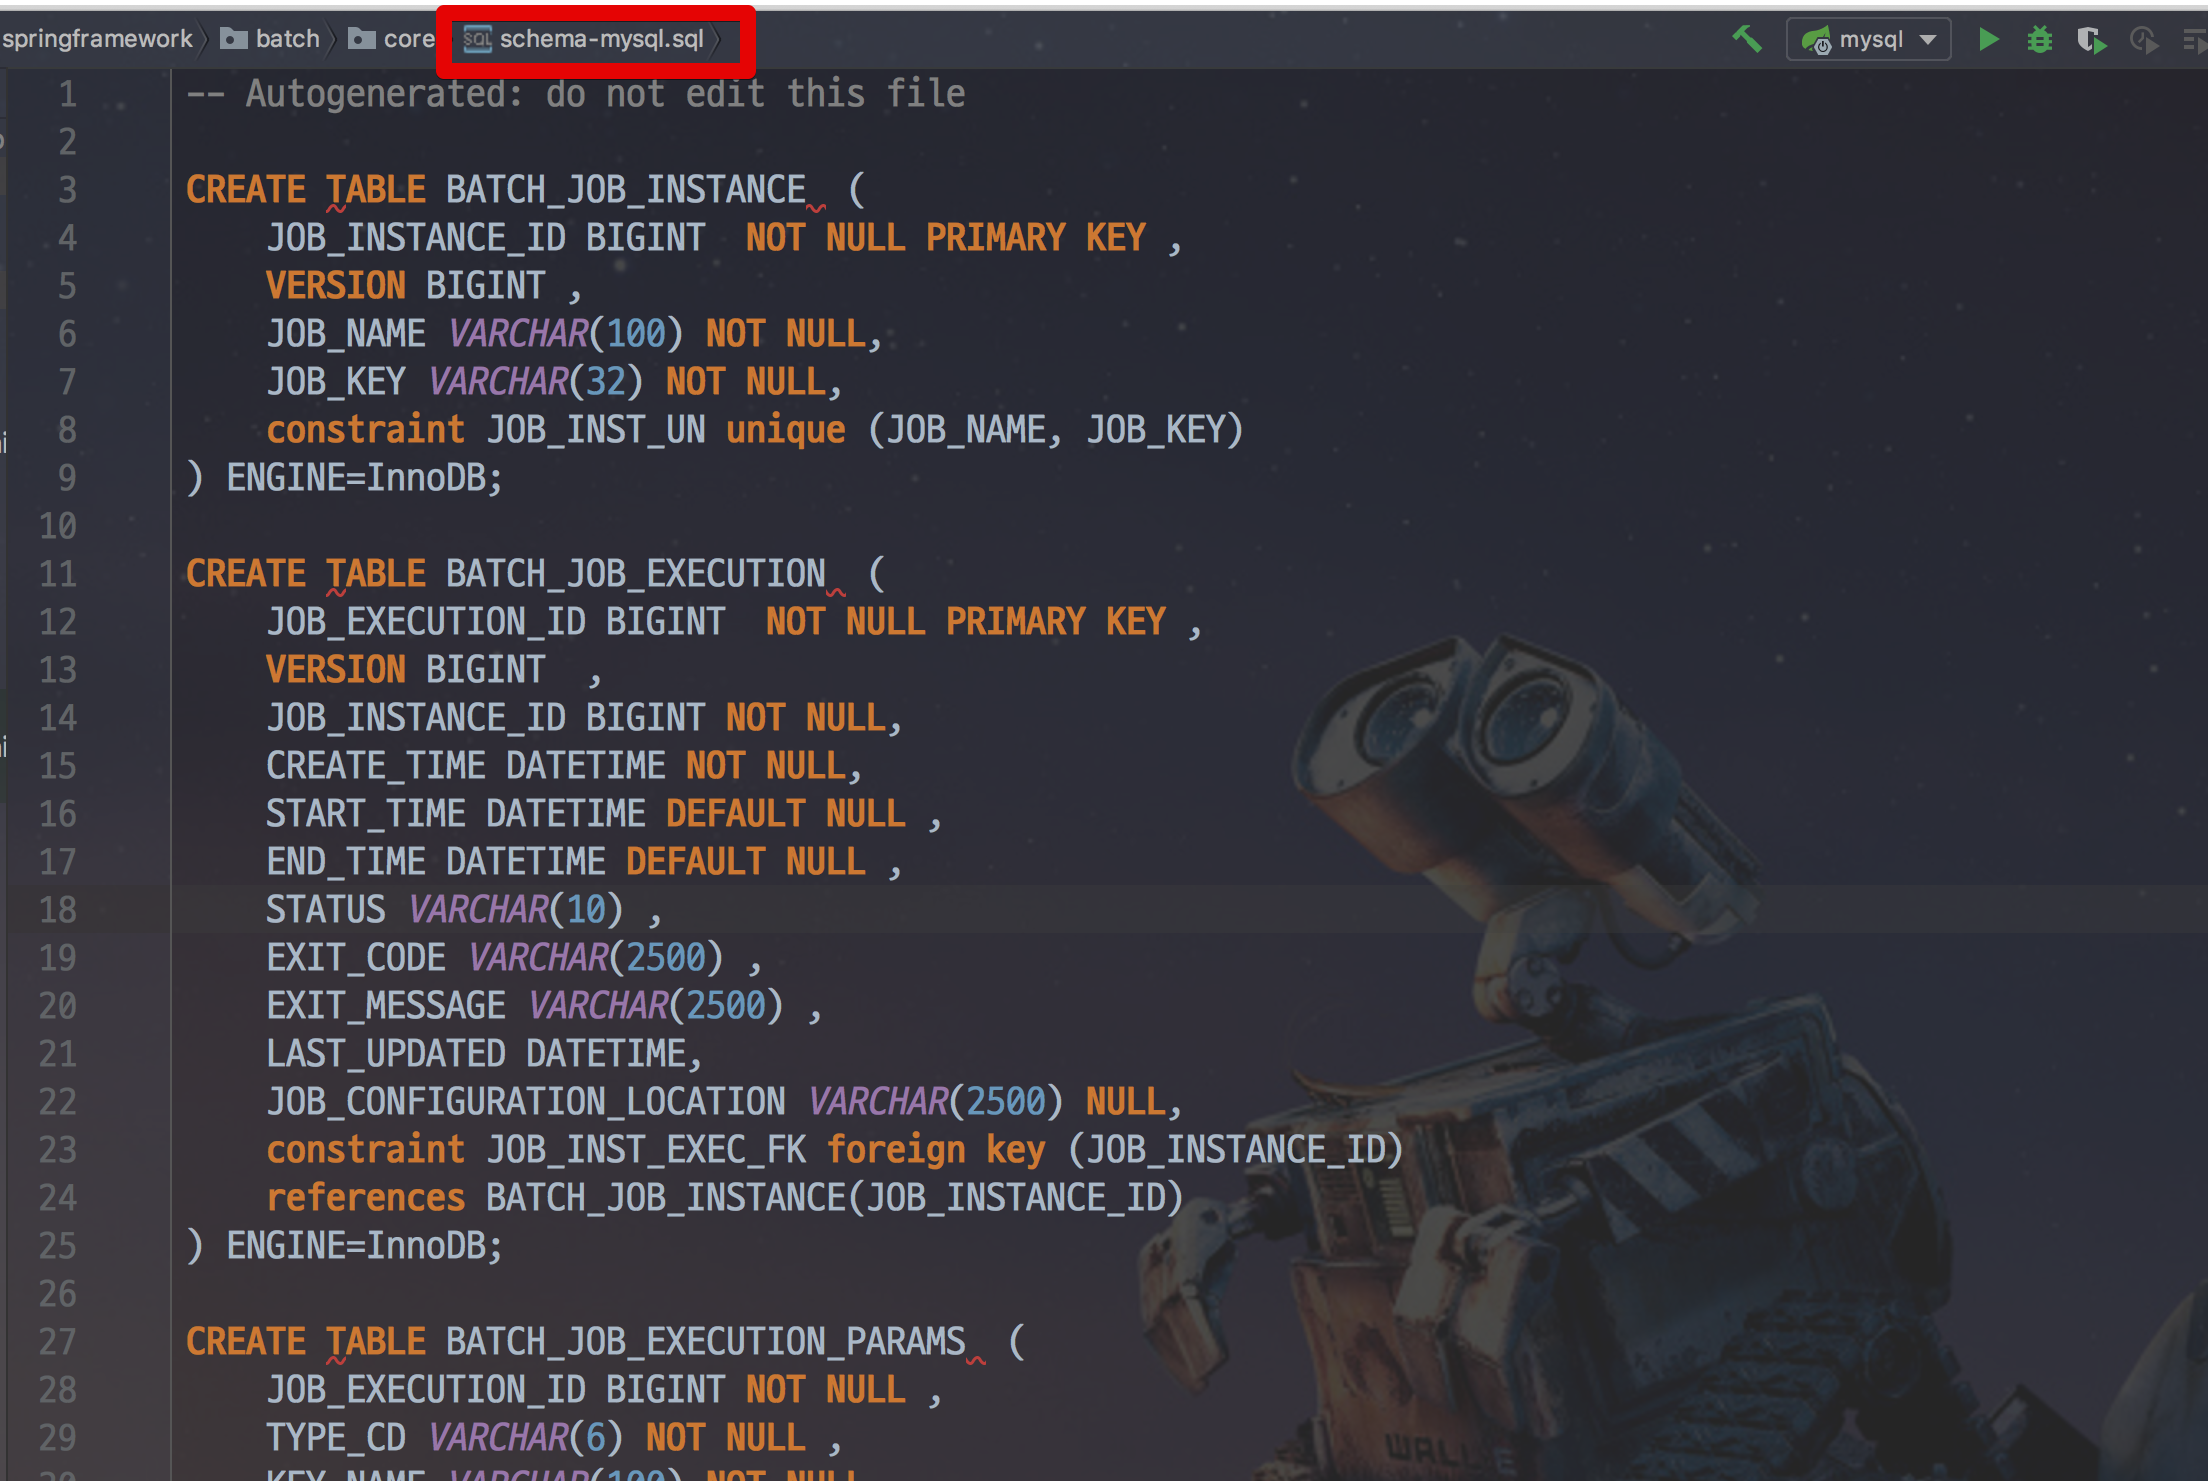 springframework batch core schema-mysql.sql mysql
1 -- Autogenerated: do not edit this file
2
3 CREATE TABLE BATCH_JOB_INSTANCE  (
4 JOB_INSTANCE_ID BIGINT  NOT NULL PRIMARY KEY ,
5 VERSION BIGINT ,
6 JOB_NAME VARCHAR(100) NOT NULL,
7 JOB_KEY VARCHAR(32) NOT NULL,
8 constraint JOB_INST_UN unique (JOB_NAME, JOB_KEY)
9 ) ENGINE=InnoDB;
10
11 CREATE TABLE BATCH_JOB_EXECUTION  (
12 JOB_EXECUTION_ID BIGINT  NOT NULL PRIMARY KEY ,
13 VERSION BIGINT  ,
14 JOB_INSTANCE_ID BIGINT NOT NULL,
15 CREATE_TIME DATETIME NOT NULL,
16 START_TIME DATETIME DEFAULT NULL ,
17 END_TIME DATETIME DEFAULT NULL ,
18 STATUS VARCHAR(10) ,
19 EXIT_CODE VARCHAR(2500) ,
20 EXIT_MESSAGE VARCHAR(2500) ,
21 LAST_UPDATED DATETIME,
22 JOB_CONFIGURATION_LOCATION VARCHAR(2500) NULL,
23 constraint JOB_INST_EXEC_FK foreign key (JOB_INSTANCE_ID)
24 references BATCH_JOB_INSTANCE(JOB_INSTANCE_ID)
25 ) ENGINE=InnoDB;
26
27 CREATE TABLE BATCH_JOB_EXECUTION_PARAMS  (
28 JOB_EXECUTION_ID BIGINT NOT NULL ,
29 TYPE_CD VARCHAR(6) NOT NULL ,
30 KEY_NAME VARCHAR(100) NOT NULL
WALL